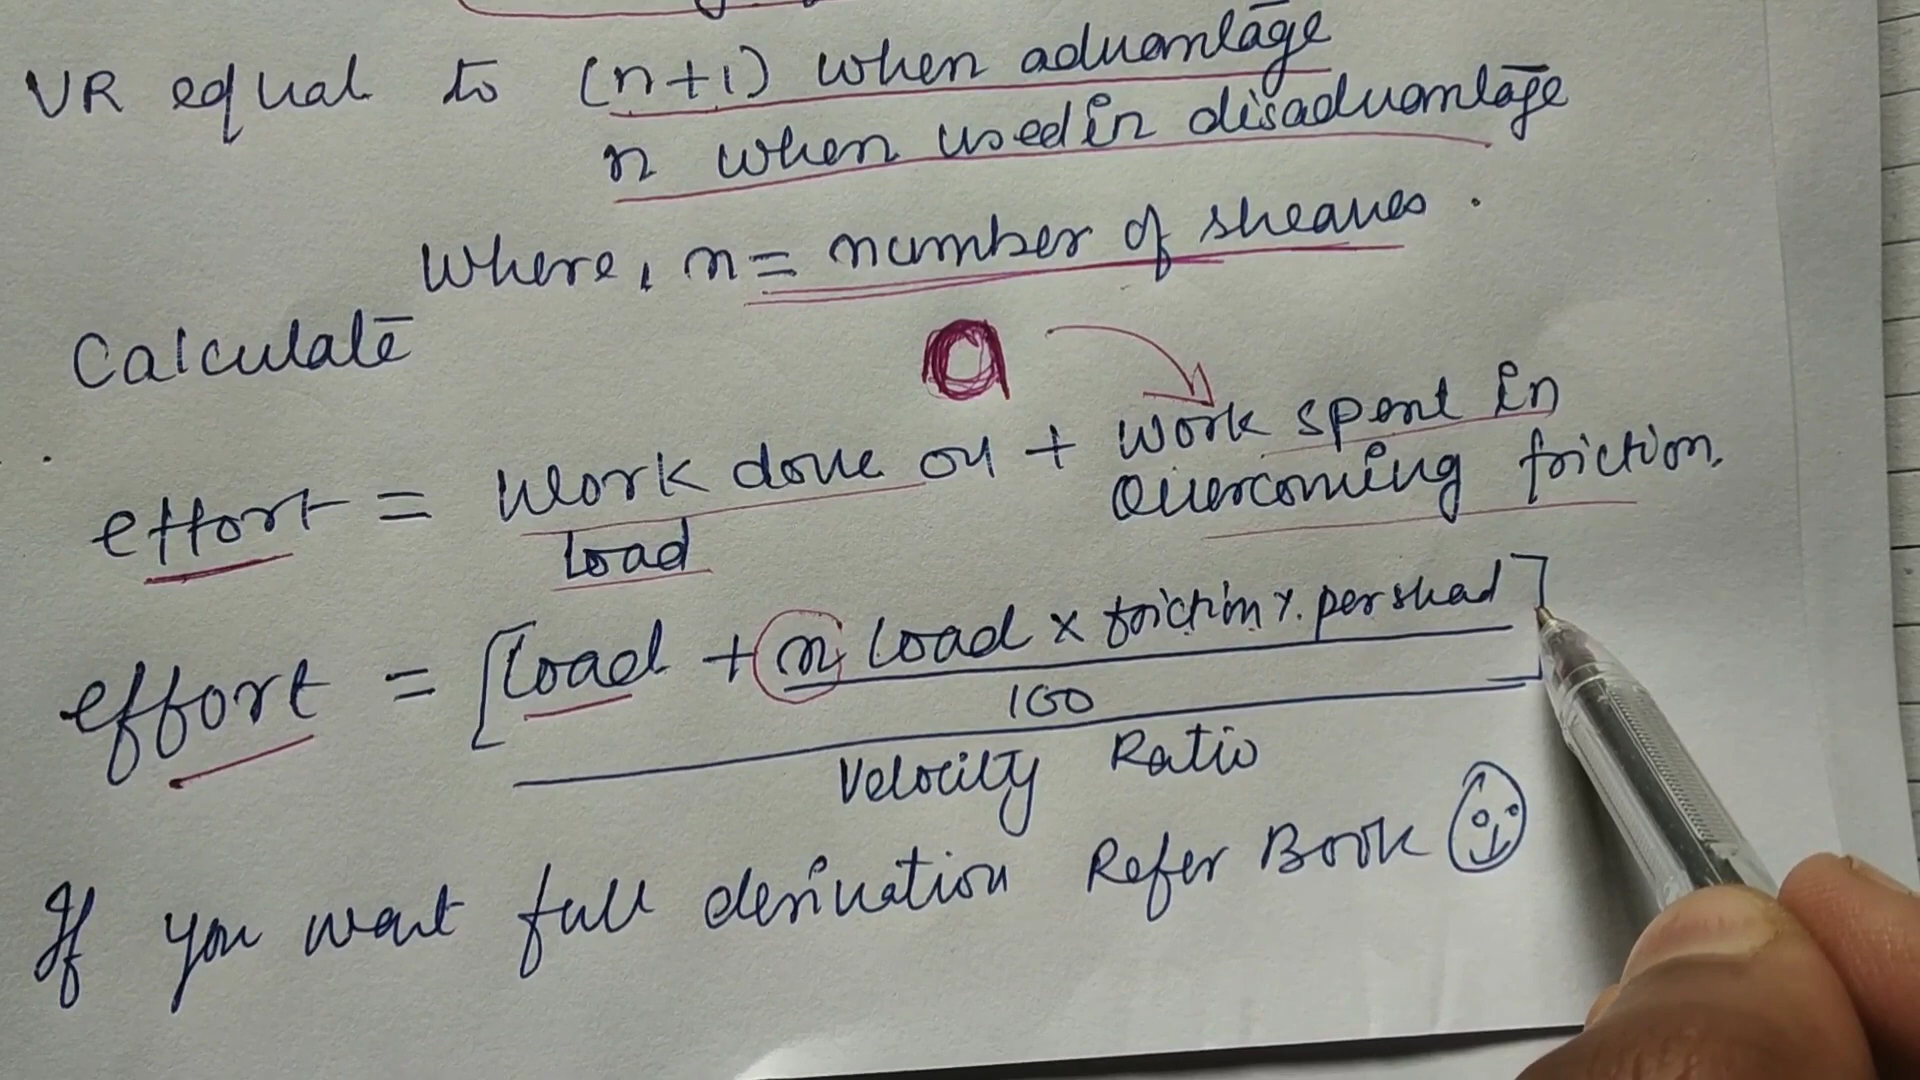 VR equal to (n+1) when advantage
n when used in disadvantage
Where, n = number of sheaves.
Calculate
effort = Work done on + work spent in
load overcoming friction.
effort = [load + n load x friction %. per shead]
100
Velocity Ratio
If you want full derivation Refer Book